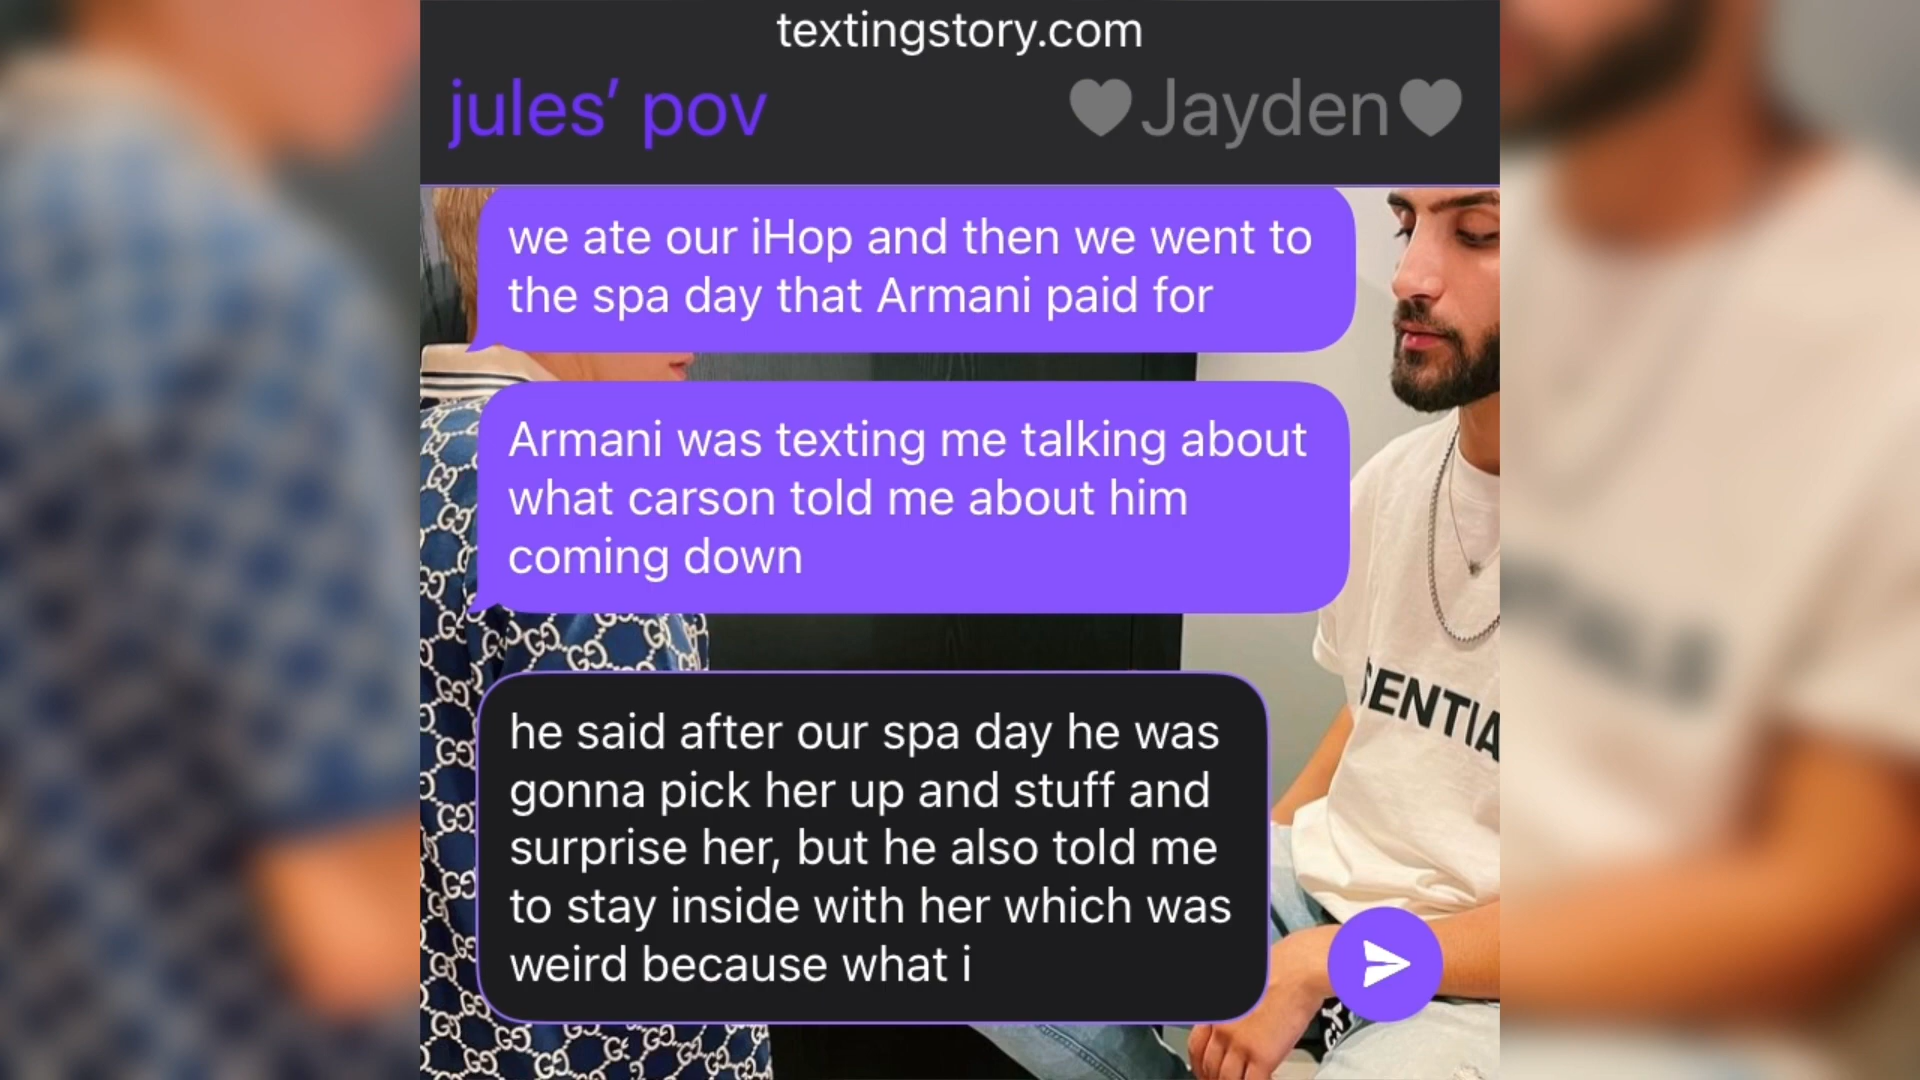 textingstory.com
jules’ pov
🩶Jayden🩶
we ate our iHop and then we went to
the spa day that Armani paid for
Armani was texting me talking about
what carson told me about him
coming down
he said after our spa day he was
gonna pick her up and stuff and
surprise her, but he also told me
to stay inside with her which was
weird because what i
SENTIA